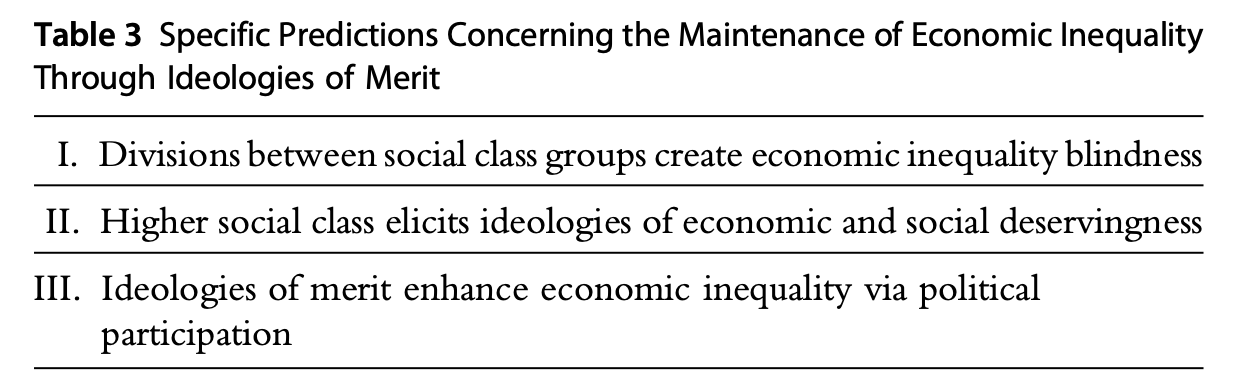 Table 3 Specific Predictions Concerning the Maintenance of Economic Inequality
Through Ideologies of Merit
I. Divisions between social class groups create economic inequality blindness
II. Higher social class elicits ideologies of economic and social deservingness
III. Ideologies of merit enhance economic inequality via political
participation